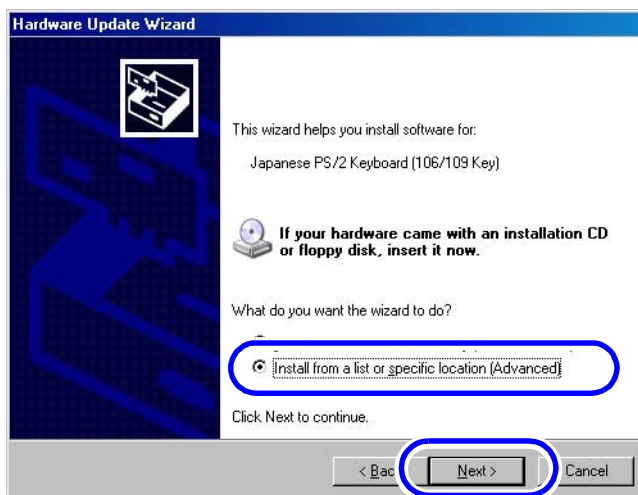 Hardware Update Wizard
This wizard helps you install software for:
Japanese PS/2 Keyboard (106/109 Key)
If your hardware came with an installation CD
or floppy disk, insert it now.
What do you want the wizard to do?
Install from a list or specific location (Advanced)
Click Next to continue.
< Bac Next > Cancel